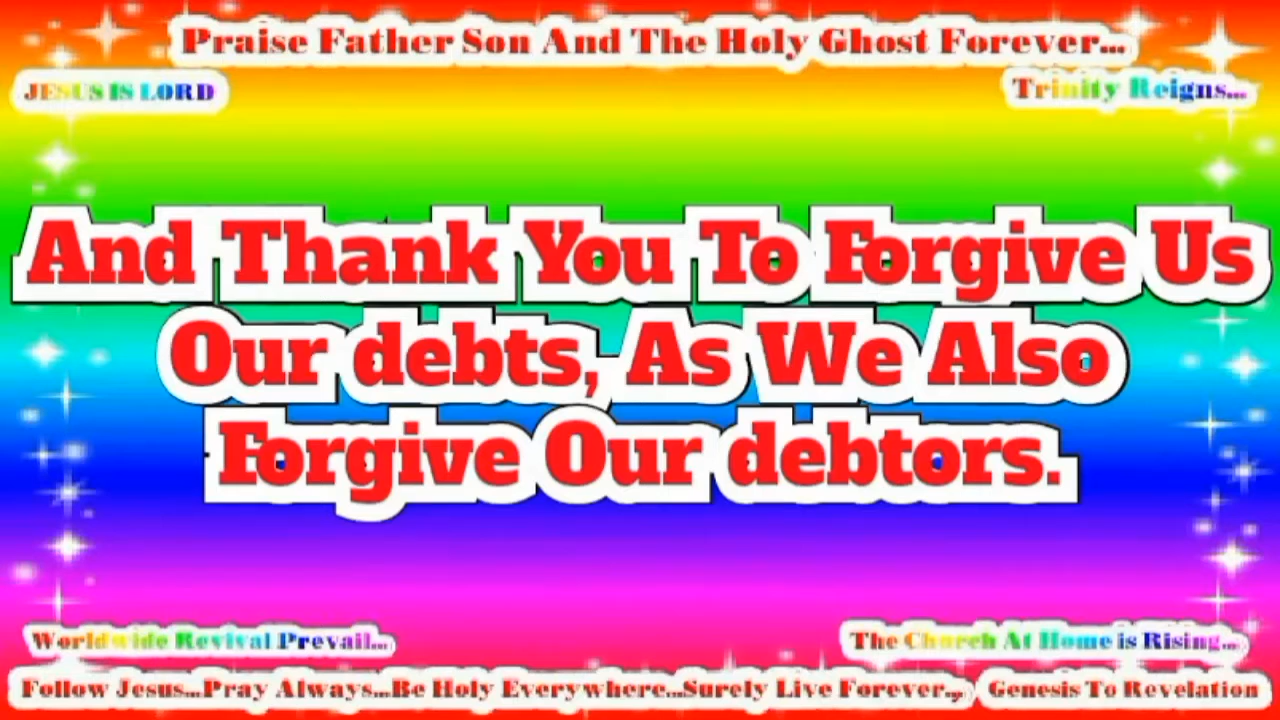 Praise Father Son And The Holy Ghost Forever...
JESUS IS LORD
Trinity Reigns...
And Thank You To Forgive Us
Our debts, As We Also
Forgive Our debtors.
Worldwide Revival Prevail...
The Church At Home is Rising...
Follow Jesus...Pray Always...Be Holy Everywhere...Surely Live Forever...
Genesis To Revelation